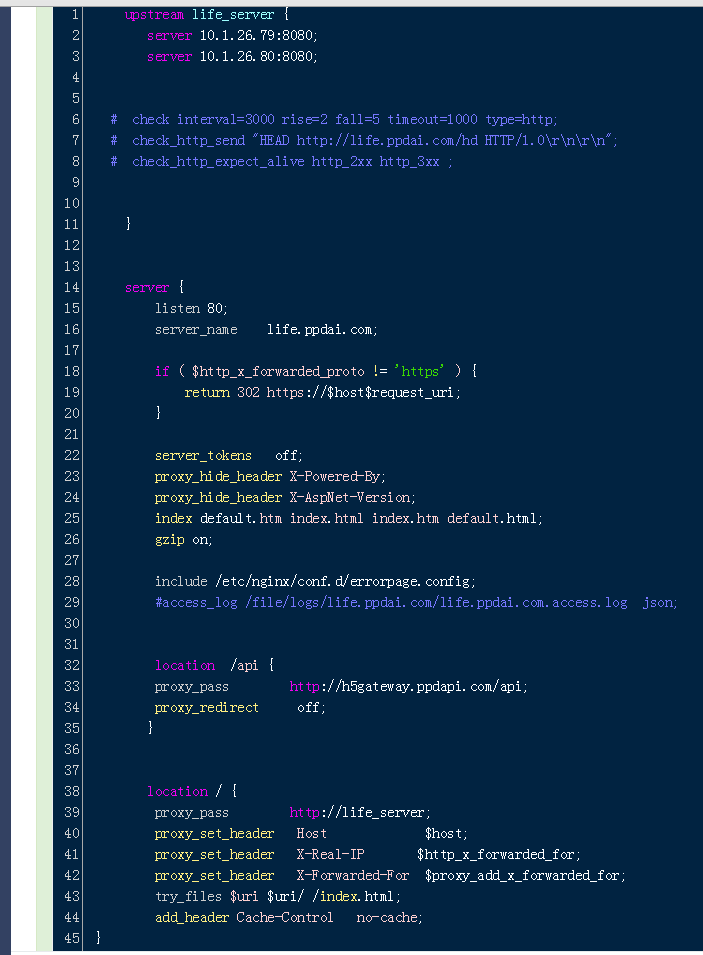 1 upstream life_server {
2 server 10.1.26.79:8080;
3 server 10.1.26.80:8080;
4
5
6 # check interval=3000 rise=2 fall=5 timeout=1000 type=http;
7 # check_http_send "HEAD http://life.ppdai.com/hd HTTP/1.0\r\n\r\n";
8 # check_http_expect_alive http_2xx http_3xx ;
9
10
11 }
12
13
14 server {
15 listen 80;
16 server_name life.ppdai.com;
17
18 if ( $http_x_forwarded_proto != 'https' ) {
19 return 302 https://$host$request_uri;
20 }
21
22 server_tokens off;
23 proxy_hide_header X-Powered-By;
24 proxy_hide_header X-AspNet-Version;
25 index default.htm index.html index.htm default.html;
26 gzip on;
27
28 include /etc/nginx/conf.d/errorpage.config;
29 #access_log /file/logs/life.ppdai.com/life.ppdai.com.access.log json;
30
31
32 location /api {
33 proxy_pass http://h5gateway.ppdapi.com/api;
34 proxy_redirect off;
35 }
36
37
38 location / {
39 proxy_pass http://life_server;
40 proxy_set_header Host $host;
41 proxy_set_header X-Real-IP $http_x_forwarded_for;
42 proxy_set_header X-Forwarded-For $proxy_add_x_forwarded_for;
43 try_files $uri $uri/ /index.html;
44 add_header Cache-Control no-cache;
45 }